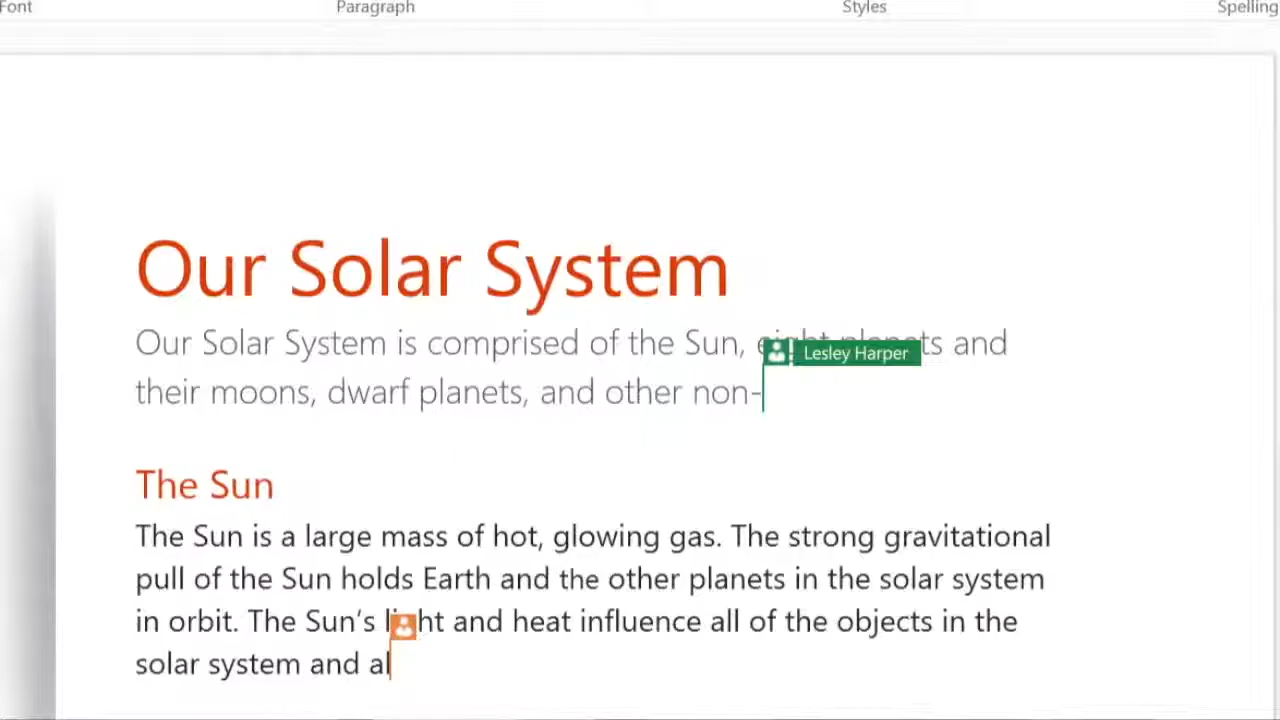 Font Paragraph Styles Spelling
Our Solar System
Our Solar System is comprised of the Sun, eight planets and
Lesley Harper
their moons, dwarf planets, and other non-
The Sun
The Sun is a large mass of hot, glowing gas. The strong gravitational
pull of the Sun holds Earth and the other planets in the solar system
in orbit. The Sun’s light and heat influence all of the objects in the
solar system and al